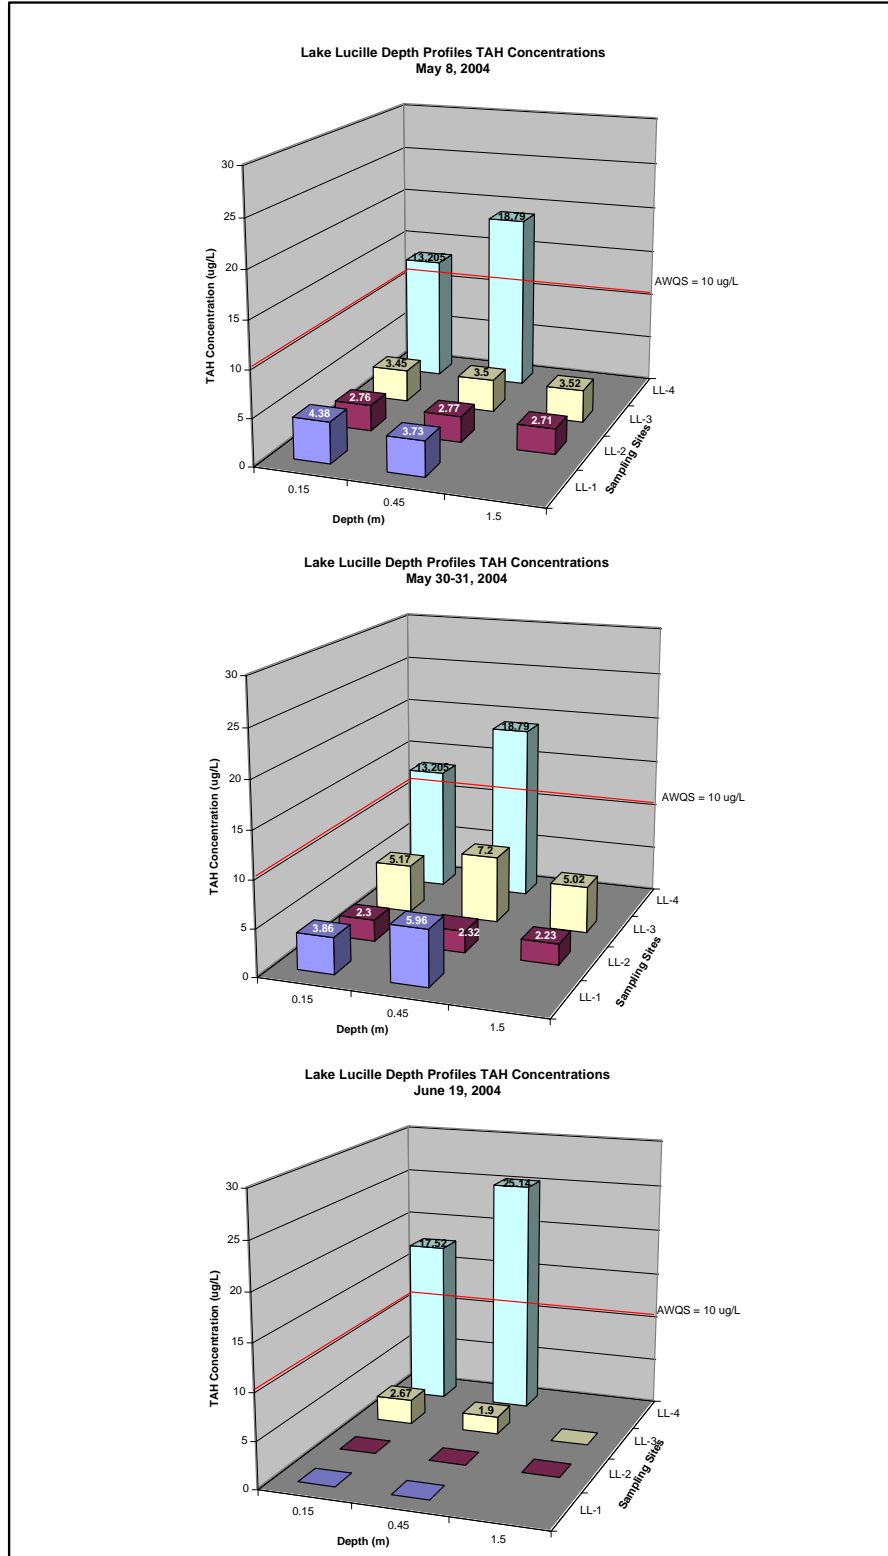 Lake Lucille Depth Profiles TAH Concentrations
May 8, 2004
30
25
20
15
10
5
0
TAH Concentration (ug/L)
13.205
18.79
AWQS = 10 ug/L
3.45
3.5
3.52
2.76
2.77
2.71
4.38
3.73
LL-4
LL-3
LL-2
LL-1
Sampling Sites
0.15
0.45
1.5
Depth (m)
Lake Lucille Depth Profiles TAH Concentrations
May 30-31, 2004
30
25
20
15
10
5
0
TAH Concentration (ug/L)
13.205
18.79
AWQS = 10 ug/L
5.17
7.2
5.02
2.3
2.32
2.23
3.86
5.96
LL-4
LL-3
LL-2
LL-1
Sampling Sites
0.15
0.45
1.5
Depth (m)
Lake Lucille Depth Profiles TAH Concentrations
June 19, 2004
30
25
20
15
10
5
0
TAH Concentration (ug/L)
17.52
25.14
AWQS = 10 ug/L
2.67
1.9
LL-4
LL-3
LL-2
LL-1
Sampling Sites
0.15
0.45
1.5
Depth (m)